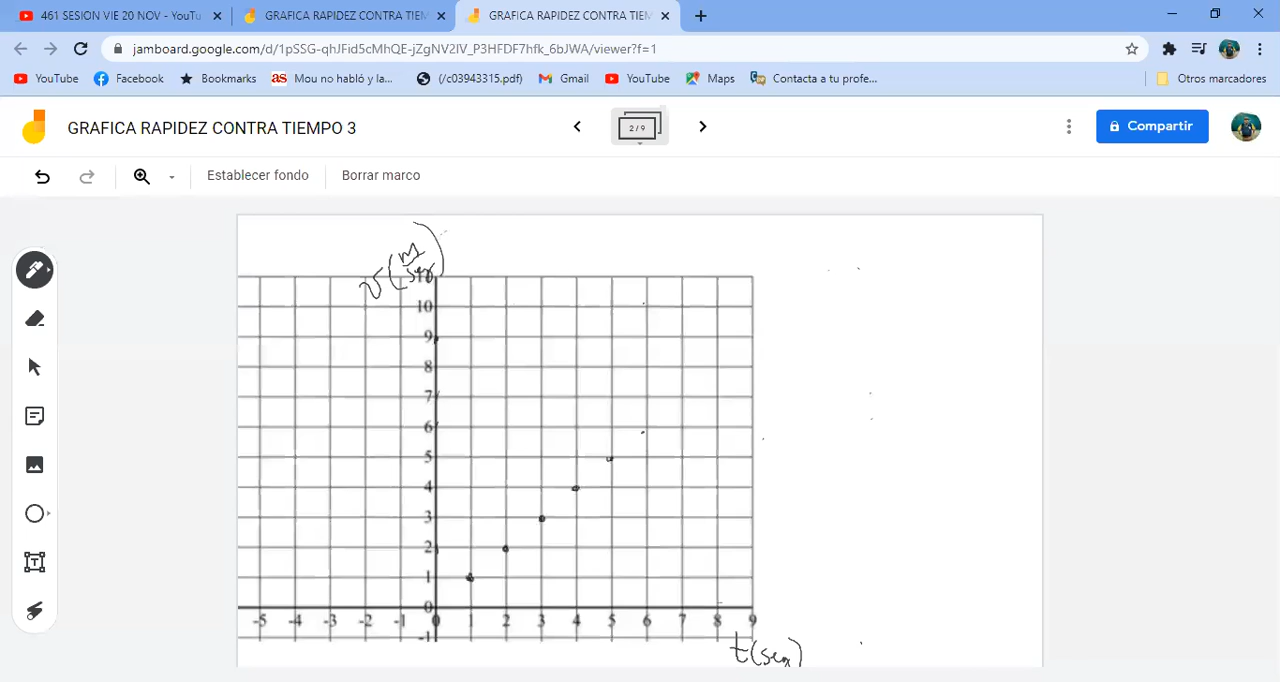 461 SESION VIE 20 NOV - YouTu
GRAFICA RAPIDEZ CONTRA TIEM
GRAFICA RAPIDEZ CONTRA TIEM
jamboard.google.com/d/1pSSG-qhJFid5cMhQE-jZgNV2IV_P3HFDF7hfk_6bJWA/viewer?f=1
YouTube
Facebook
Bookmarks
as Mou no habló y la...
(/c03943315.pdf)
Gmail
YouTube
Maps
Contacta a tu profe...
Otros marcadores
GRAFICA RAPIDEZ CONTRA TIEMPO 3
2/9
Compartir
Establecer fondo
Borrar marco
v(m/
10
9
8
7
6
5
4
3
2
1
0
-5 -4 -3 -2 -1 0 2 3 4 5 6 7 8 9
-1